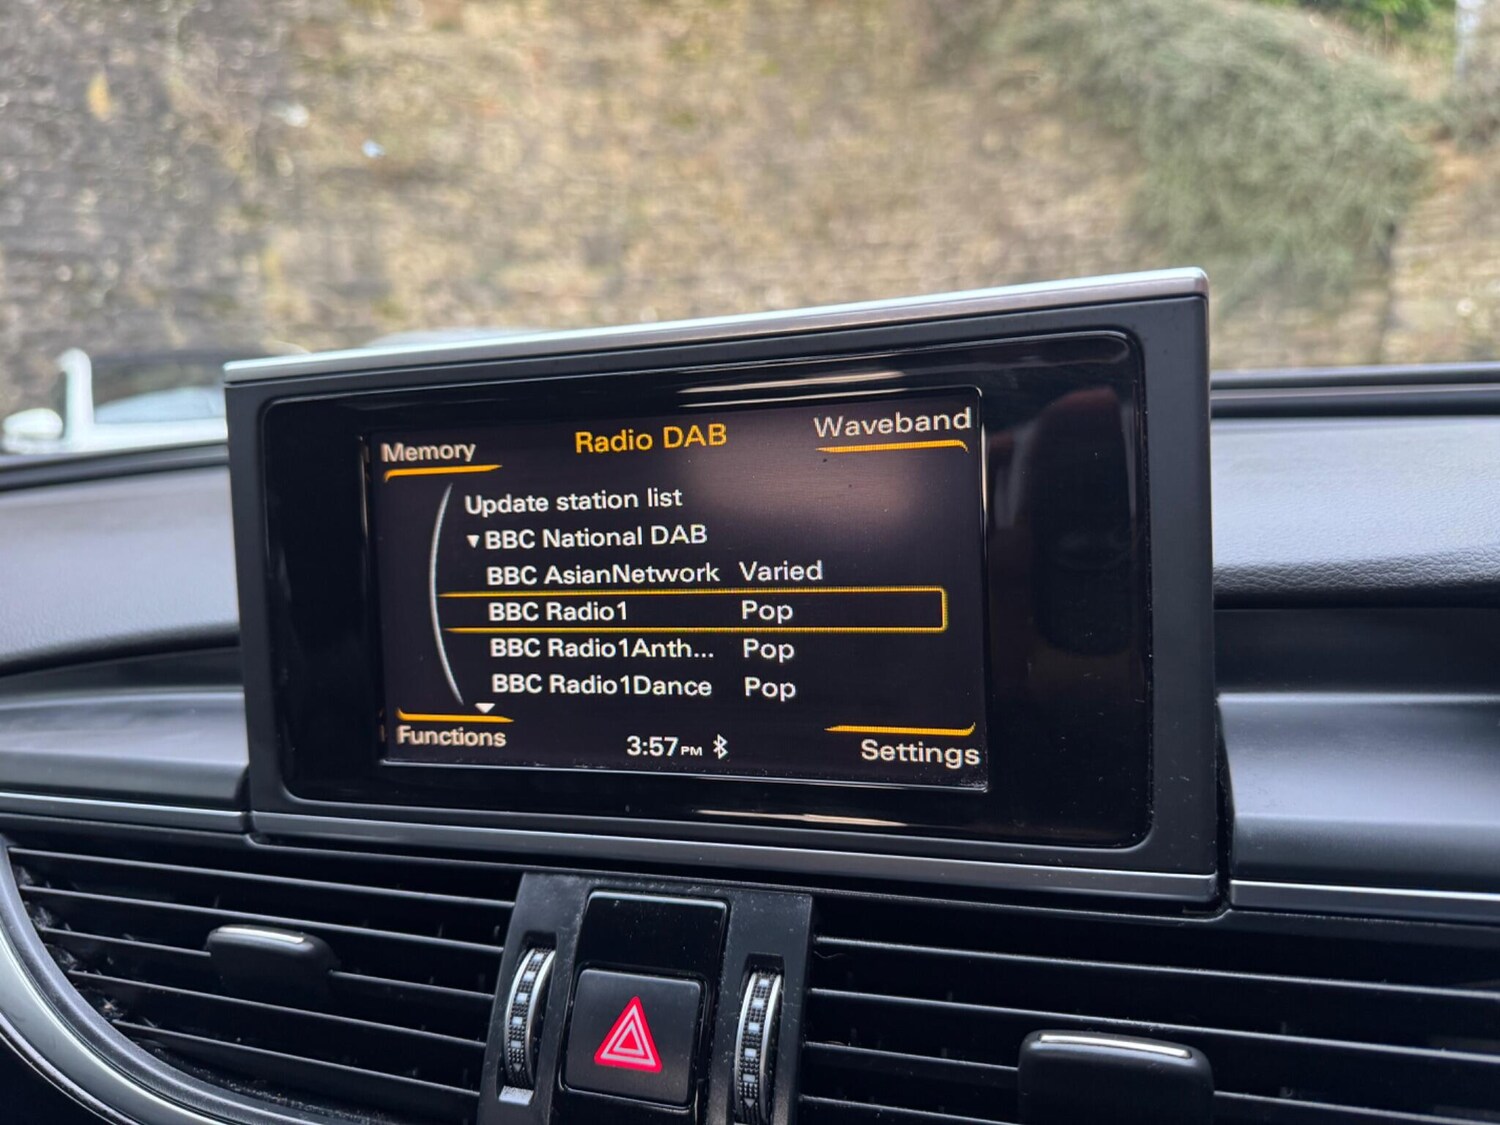 Memory
Radio DAB
Waveband
Update station list
▼BBC National DAB
BBC AsianNetwork Varied
BBC Radio1 Pop
BBC Radio1Anth... Pop
BBC Radio1Dance Pop
Functions
3:57PM
Settings